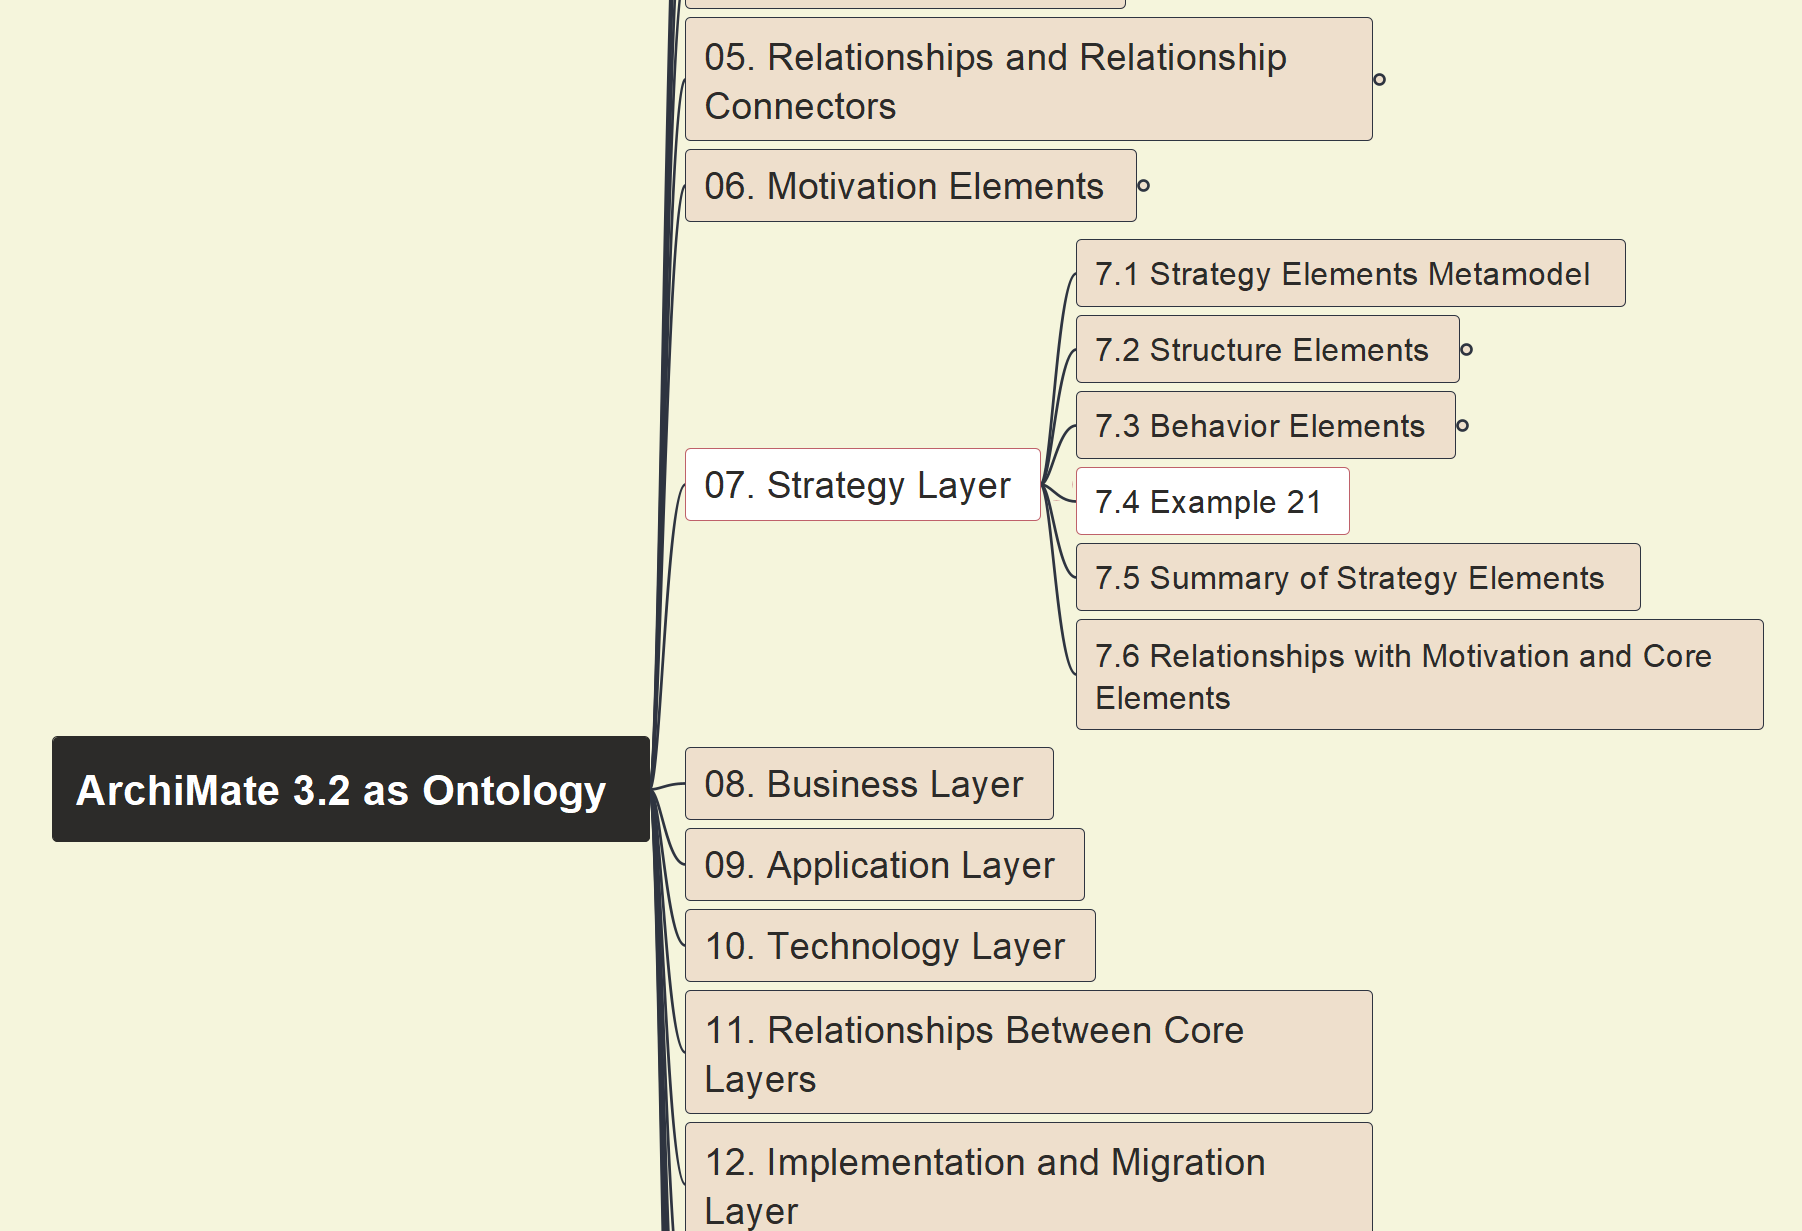 05. Relationships and Relationship
Connectors
06. Motivation Elements
7.1 Strategy Elements Metamodel
7.2 Structure Elements
7.3 Behavior Elements
07. Strategy Layer
7.4 Example 21
7.5 Summary of Strategy Elements
7.6 Relationships with Motivation and Core
Elements
ArchiMate 3.2 as Ontology
08. Business Layer
09. Application Layer
10. Technology Layer
11. Relationships Between Core
Layers
12. Implementation and Migration
Layer